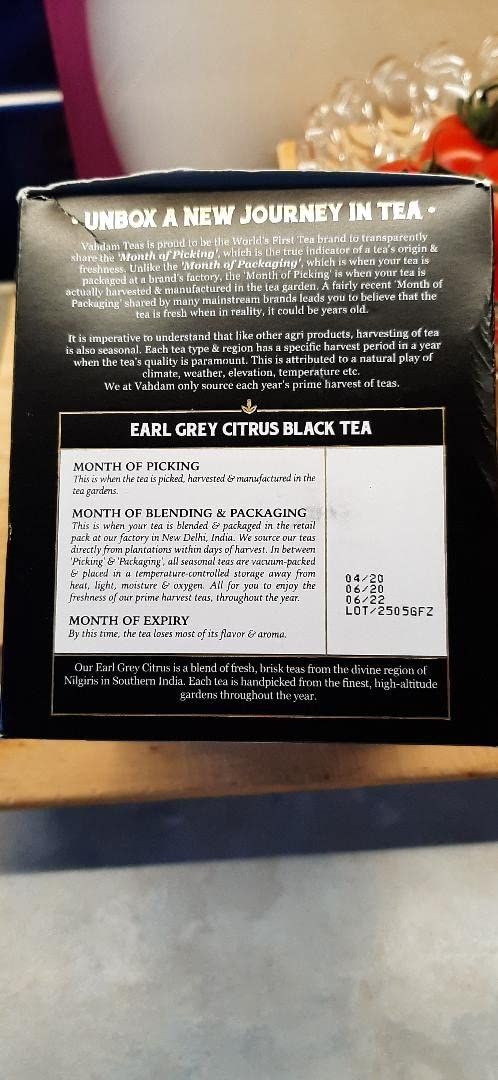 • UNBOX A NEW JOURNEY IN TEA •
Vahdam Teas is proud to be the World's First Tea brand to transparently
share the 'Month of Picking', which is the true indicator of a tea's origin &
freshness. Unlike the 'Month of Packaging', which is when your tea is
packaged at a brand's factory, the 'Month of Picking' is when your tea is
actually harvested & manufactured in the tea garden. A fairly recent 'Month of
Packaging' shared by many mainstream brands leads you to believe that the
tea is fresh when in reality, it could be years old.
It is imperative to understand that like other agri products, harvesting of tea
is also seasonal. Each tea type & region has a specific harvest period in a year
when the tea's quality is paramount. This is attributed to a natural play of
climate, weather, elevation, temperature etc.
We at Vahdam only source each year's prime harvest of teas.
EARL GREY CITRUS BLACK TEA
MONTH OF PICKING
This is when the tea is picked, harvested & manufactured in the
tea gardens.
MONTH OF BLENDING & PACKAGING
This is when your tea is blended & packaged in the retail
pack at our factory in New Delhi, India. We source our teas
directly from plantations within days of harvest. In between
'Picking' & 'Packaging', all seasonal teas are vacuum-packed
& placed in a temperature-controlled storage away from
heat, light, moisture & oxygen. All for you to enjoy the
freshness of our prime harvest teas, throughout the year.
MONTH OF EXPIRY
By this time, the tea loses most of its flavor & aroma.
04/20
06/20
06/22
LOT/2505GFZ
Our Earl Grey Citrus is a blend of fresh, brisk teas from the divine region of
Nilgiris in Southern India. Each tea is handpicked from the finest, high-altitude
gardens throughout the year.